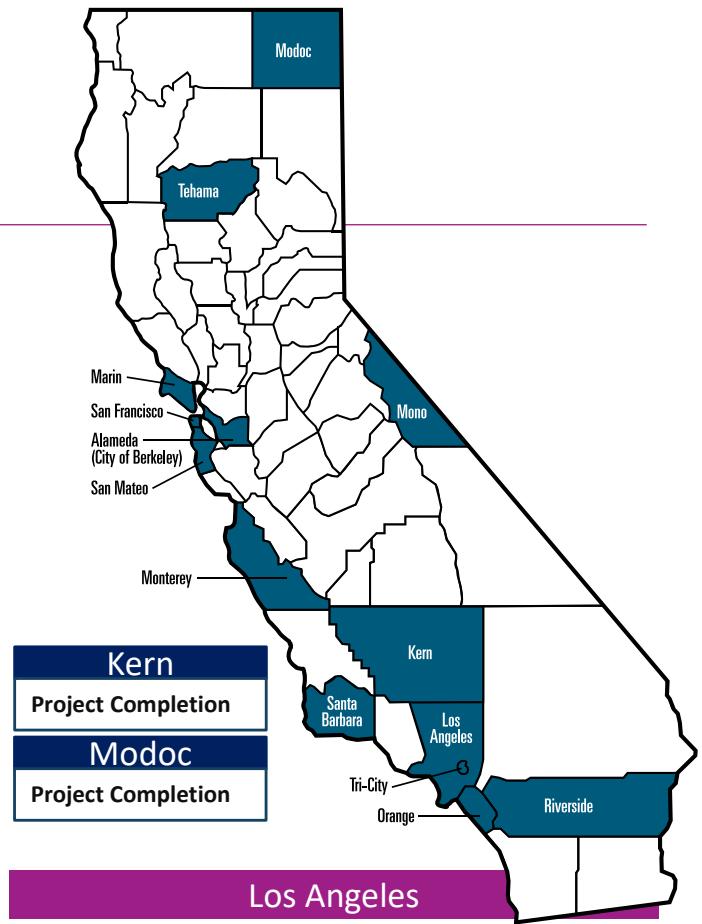 Modoc
Tehama
Marin
San Francisco
Alameda
(City of Berkeley)
San Mateo
Mono
Monterey
Kern
Santa
Barbara
Los
Angeles
Tri-City
Orange
Riverside
Kern
Project Completion
Modoc
Project Completion
Los Angeles